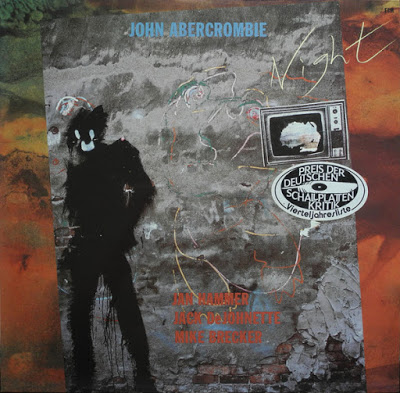 JOHN ABERCROMBIE
Night
PREIS DER
DEUTSCHEN
SCHALLPLATTEN
KRITIK
Vierteljahresliste
JAN HAMMER
JACK DeJOHNETTE
MIKE BRECKER